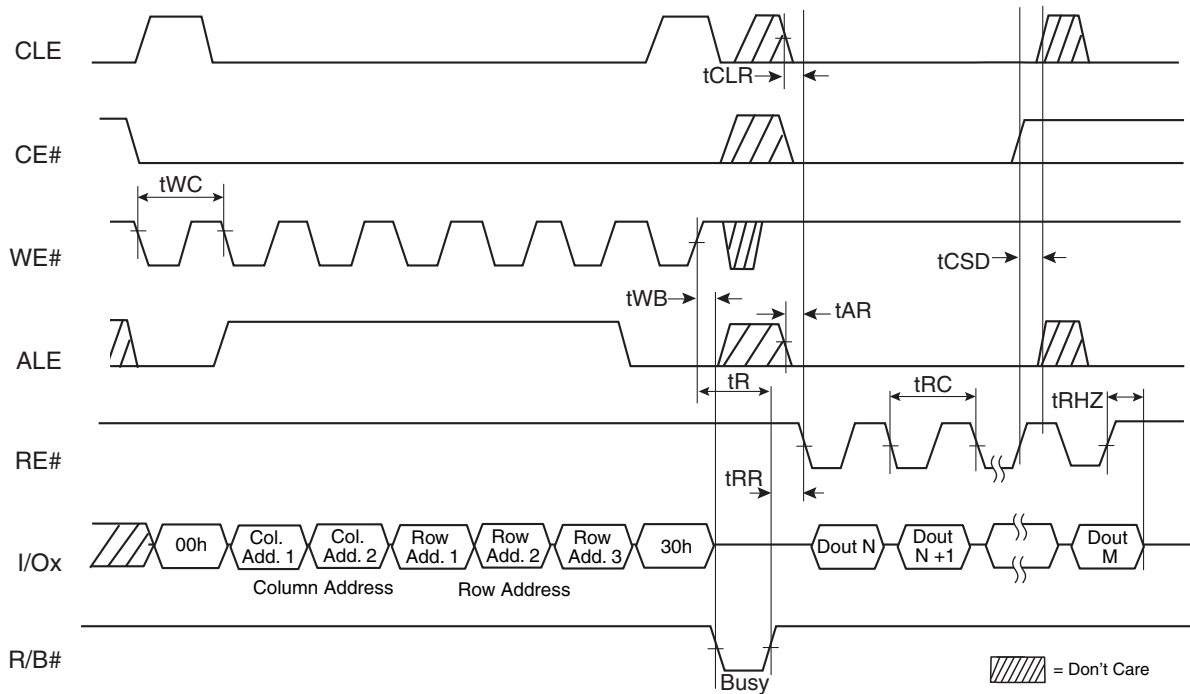 CLE
tCLR
CE#
tWC
WE#
tCSD
tWB
tAR
ALE
tR
tRC
tRHZ
RE#
tRR
I/Ox
00h
Col. Add. 1
Col. Add. 2
Row Add. 1
Row Add. 2
Row Add. 3
30h
Dout N
Dout N +1
Dout M
Column Address
Row Address
R/B#
Busy
= Don't Care